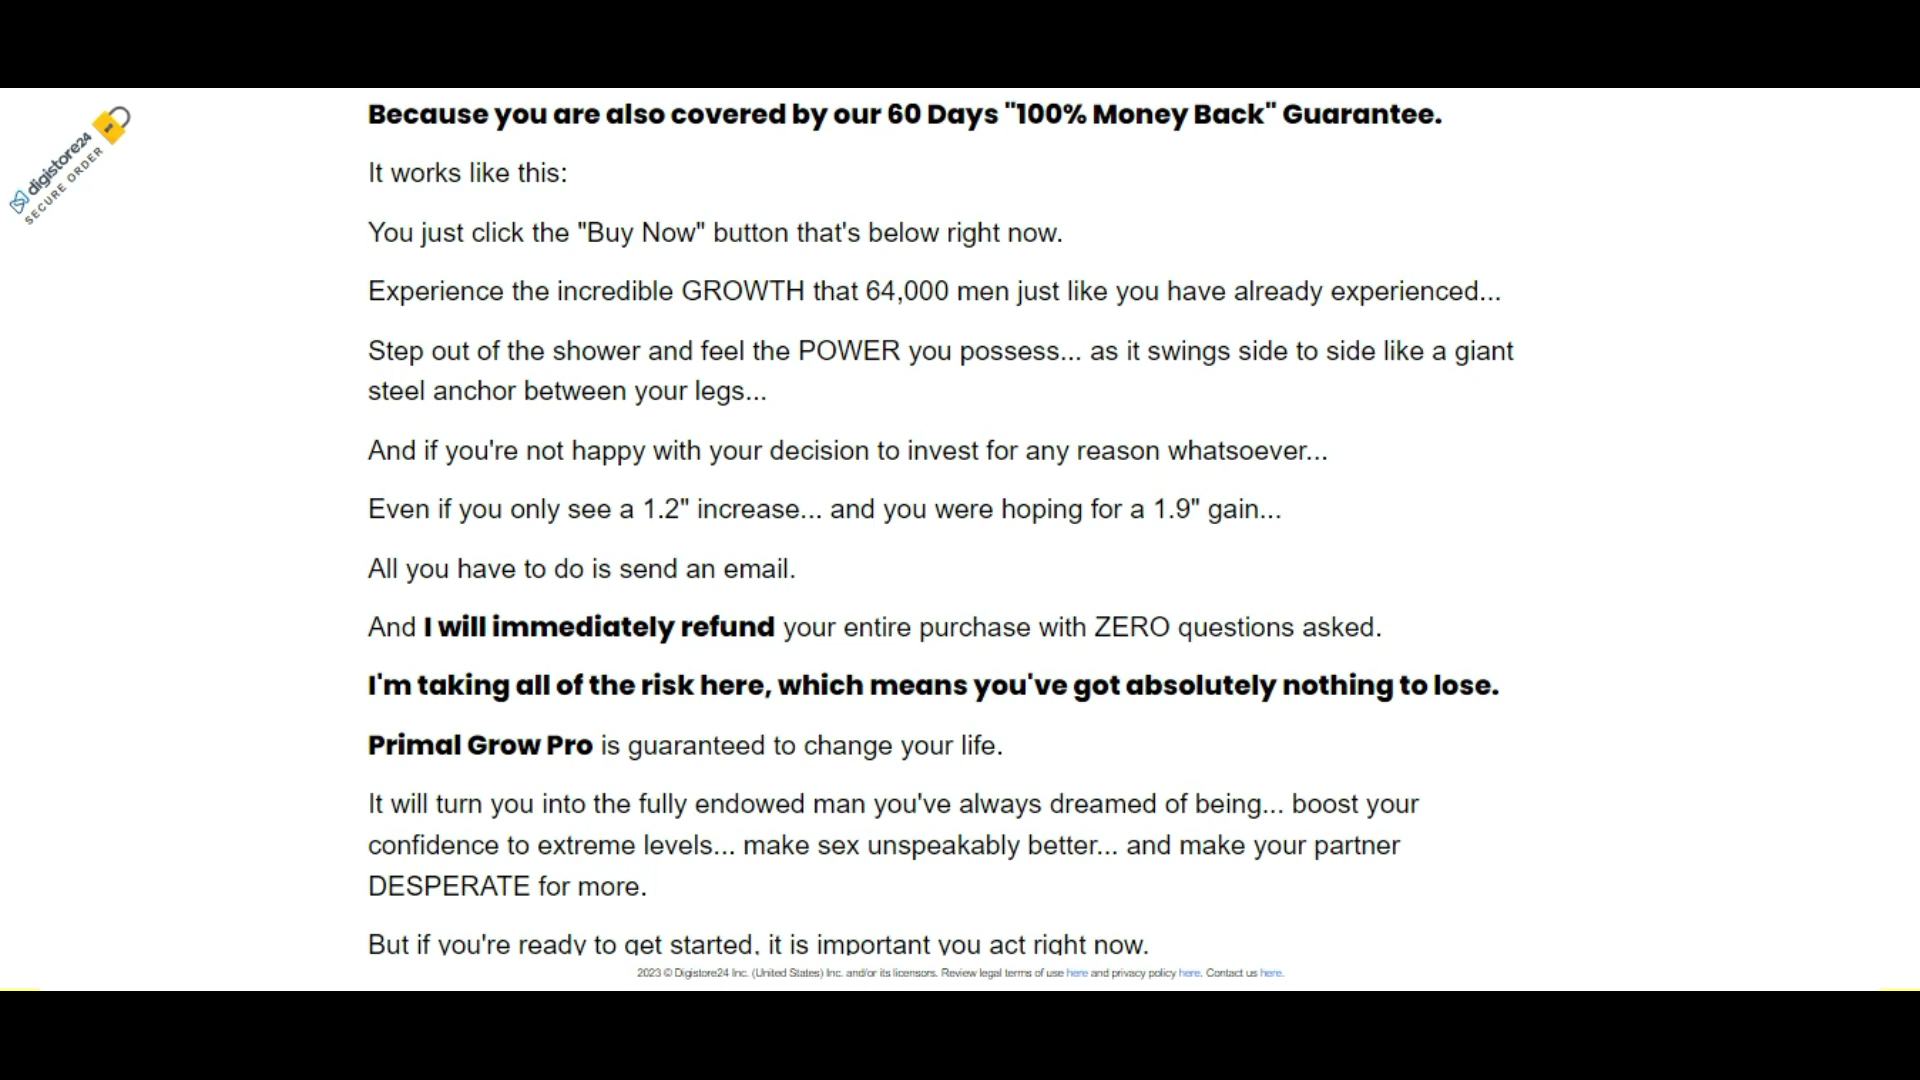 digistore24
SECURE ORDER
Because you are also covered by our 60 Days "100% Money Back" Guarantee.
It works like this:
You just click the "Buy Now" button that's below right now.
Experience the incredible GROWTH that 64,000 men just like you have already experienced...
Step out of the shower and feel the POWER you possess... as it swings side to side like a giant
steel anchor between your legs...
And if you're not happy with your decision to invest for any reason whatsoever...
Even if you only see a 1.2" increase... and you were hoping for a 1.9" gain...
All you have to do is send an email.
And I will immediately refund your entire purchase with ZERO questions asked.
I'm taking all of the risk here, which means you've got absolutely nothing to lose.
Primal Grow Pro is guaranteed to change your life.
It will turn you into the fully endowed man you've always dreamed of being... boost your
confidence to extreme levels... make sex unspeakably better... and make your partner
DESPERATE for more.
But if you're ready to get started, it is important you act right now.
2023 © Digistore24 Inc. (United States) Inc. and/or its licensors. Review legal terms of use here and privacy policy here. Contact us here.